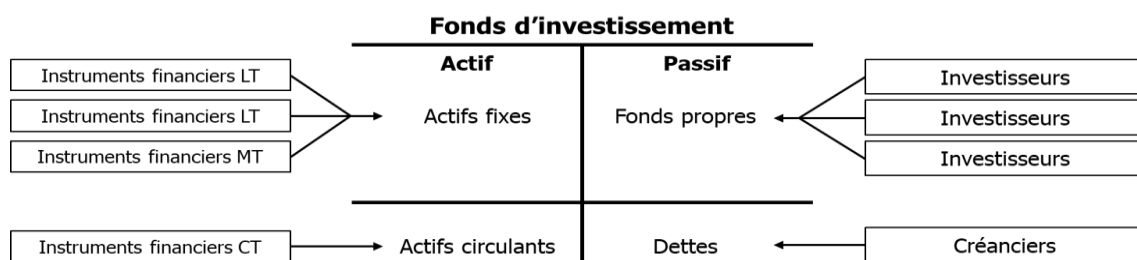 Fonds d’investissement
Actif Passif
Instruments financiers LT
Instruments financiers LT
Instruments financiers MT
Actifs fixes
Fonds propres
Investisseurs
Investisseurs
Investisseurs
Instruments financiers CT
Actifs circulants
Dettes
Créanciers